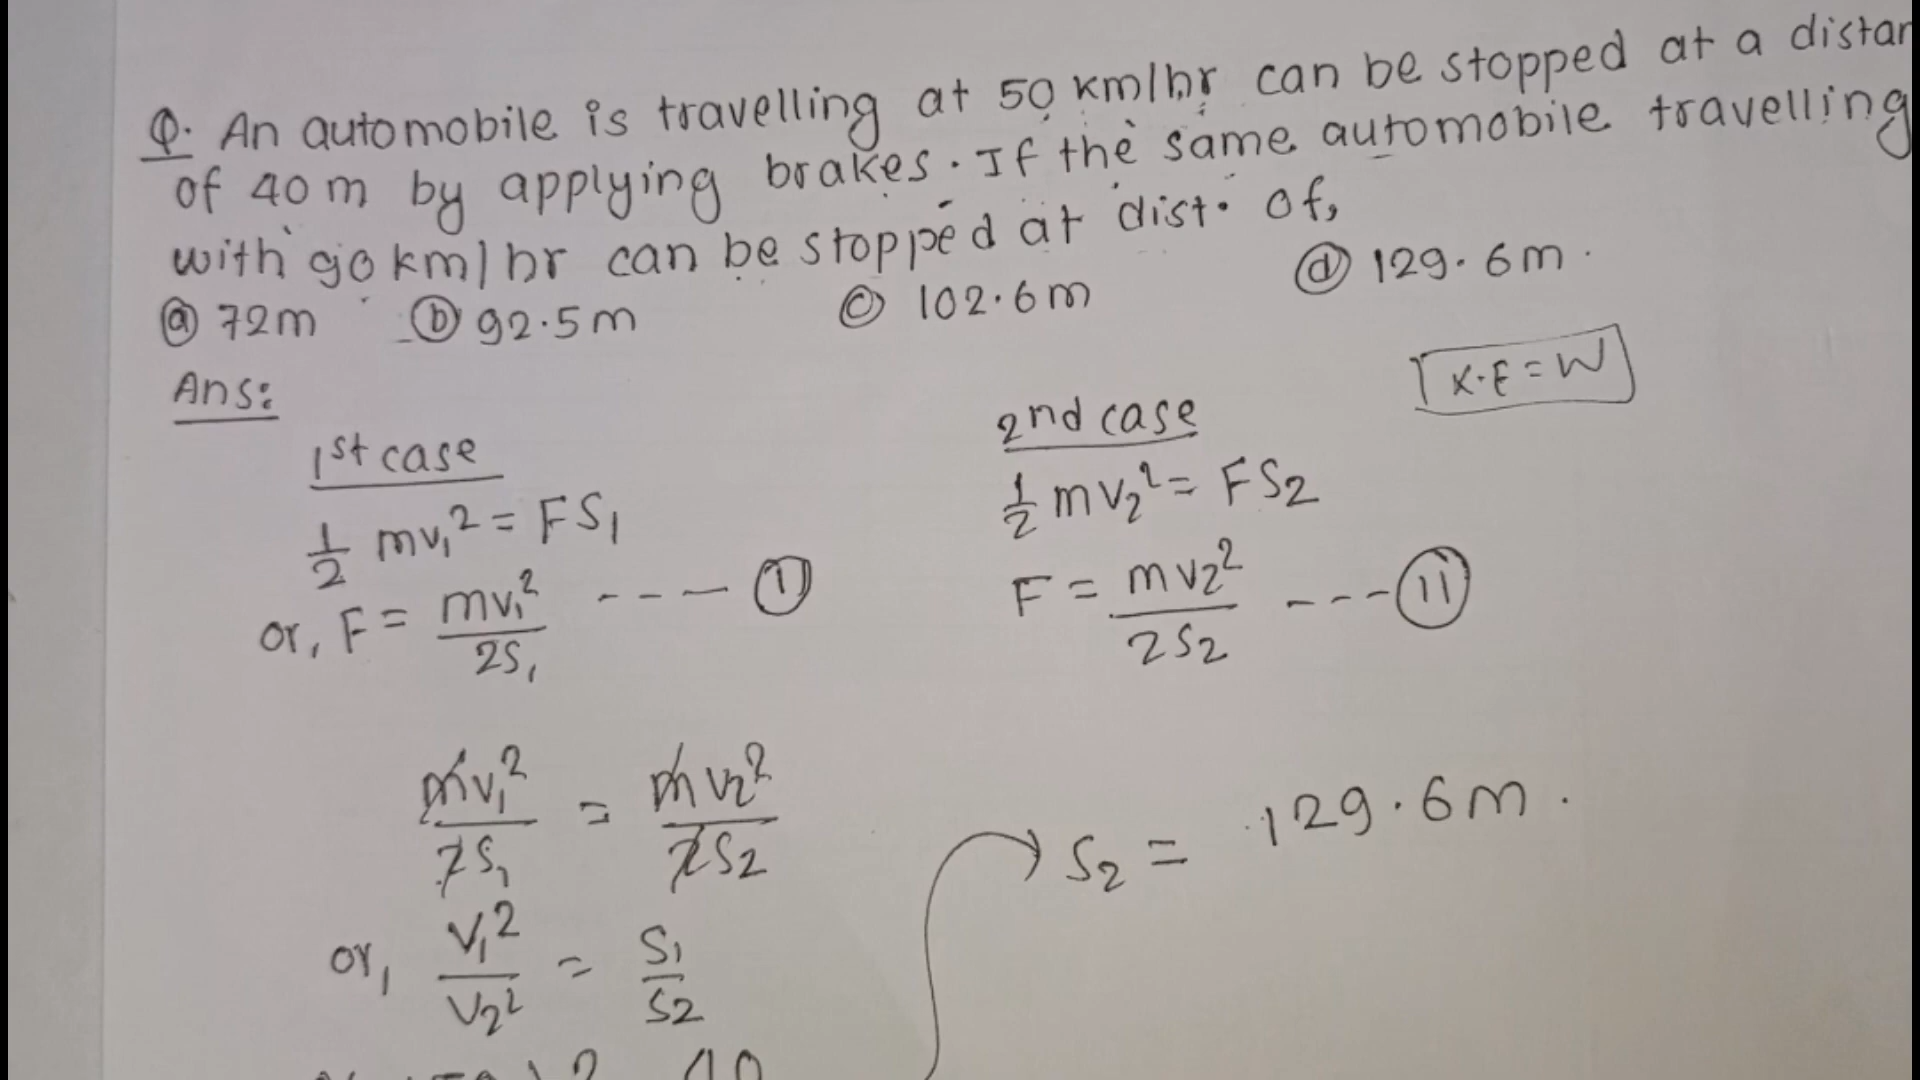 Q. An automobile is travelling at 50 km/hr can be stopped at a distan
of 40 m by applying brakes. If the same automobile travelling
with 90 km/hr can be stopped at dist. of,
ⓐ 72m ⓑ 92.5m ⓒ 102.6m ⓓ 129.6m.
Ans:
K.E = W
1st case
1/2 mv₁² = FS₁
or, F = mv₁²/2S₁ ---- Ⓘ
2nd case
1/2 mv₂² = FS₂
F = mv₂²/2S₂ --- ⑪
mv₁²/2S₁ = mv₂²/2S₂
or, v₁²/v₂² = S₁/S₂
S₂ = 129.6m.